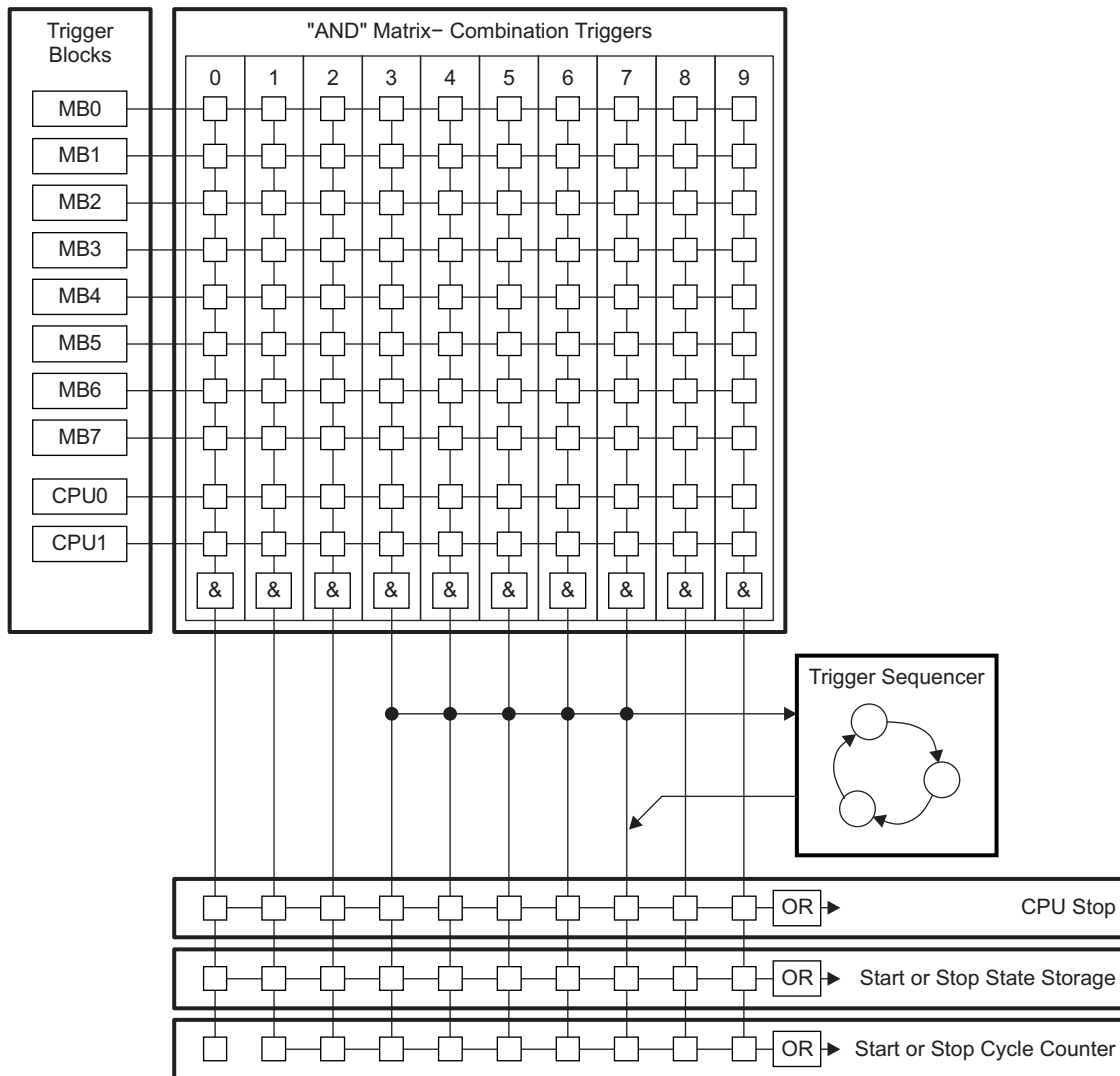 Trigger
Blocks
"AND" Matrix− Combination Triggers
0 1 2 3 4 5 6 7 8 9
MB0
MB1
MB2
MB3
MB4
MB5
MB6
MB7
CPU0
CPU1
& & & & & & & & & &
Trigger Sequencer
OR CPU Stop
OR Start or Stop State Storage
OR Start or Stop Cycle Counter